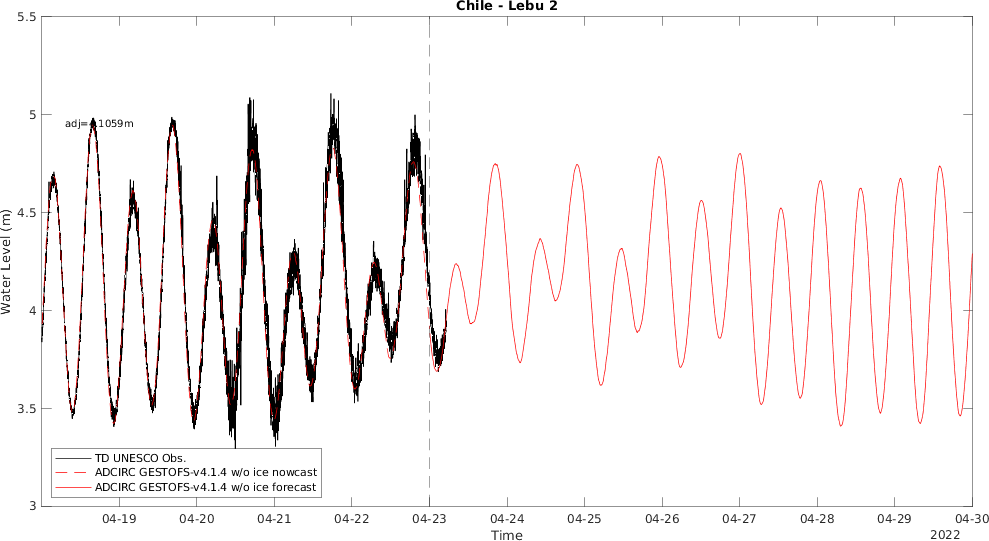 Chile - Lebu 2
5.5
5
4.5
4
3.5
3
Water Level (m)
adj=4.1059m
TD UNESCO Obs.
ADCIRC GESTOFS-v4.1.4 w/o ice nowcast
ADCIRC GESTOFS-v4.1.4 w/o ice forecast
04-19 04-20 04-21 04-22 04-23 04-24 04-25 04-26 04-27 04-28 04-29 04-30
Time
2022